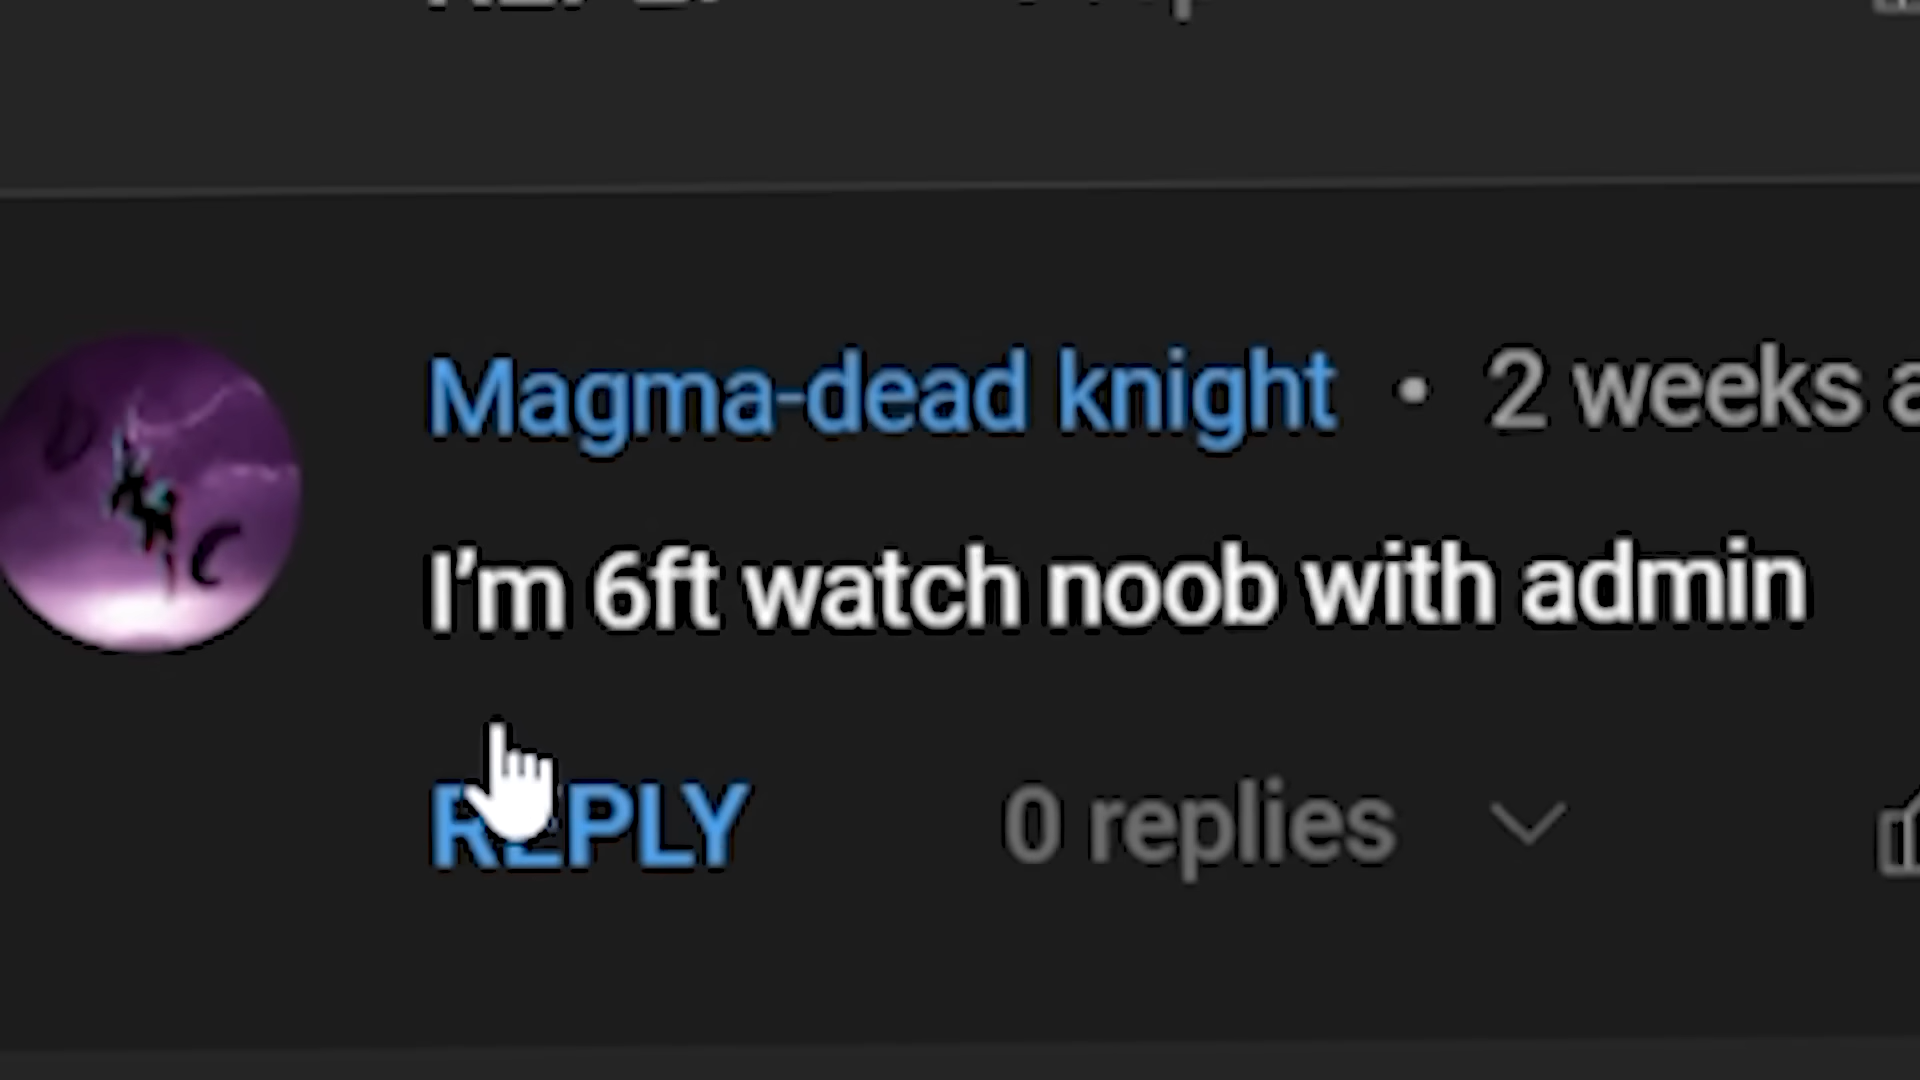 Magma-dead knight • 2 weeks
I'm 6ft watch noob with admin
REPLY 0 replies